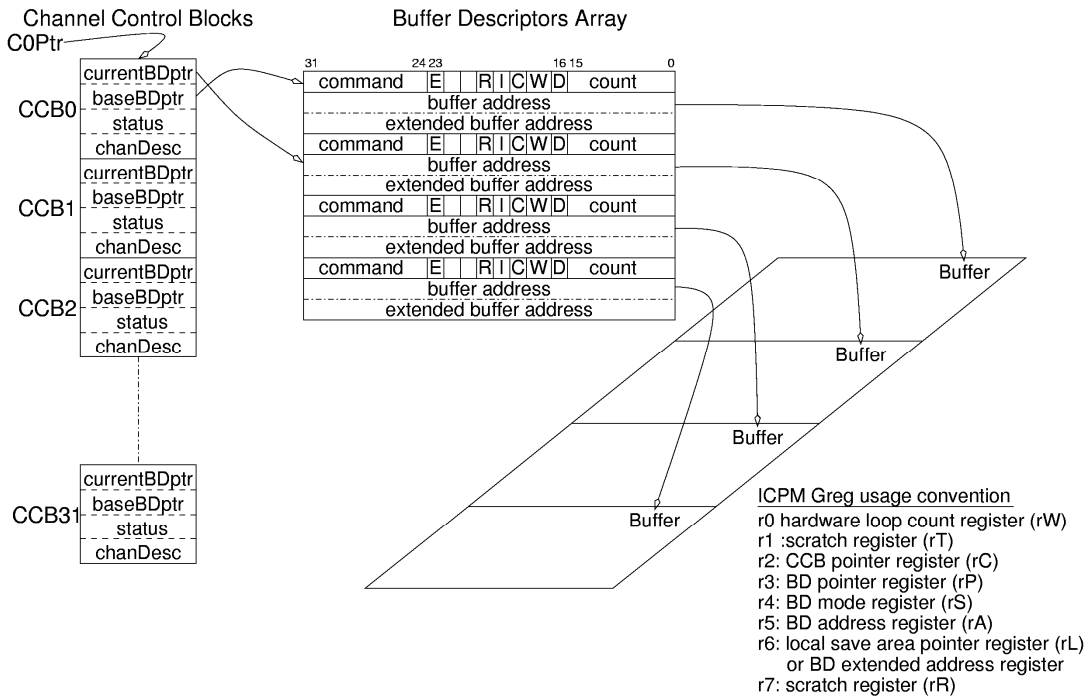 Channel Control Blocks
Buffer Descriptors Array
C0Ptr
31 24 23 16 15 0
CCB0
currentBDptr
baseBDptr
status
chanDesc
CCB1
currentBDptr
baseBDptr
status
chanDesc
CCB2
currentBDptr
baseBDptr
status
chanDesc
CCB31
currentBDptr
baseBDptr
status
chanDesc
command E R I C W D count
buffer address
extended buffer address
command E R I C W D count
buffer address
extended buffer address
command E R I C W D count
buffer address
extended buffer address
command E R I C W D count
buffer address
extended buffer address
Buffer
Buffer
Buffer
Buffer
ICPM Greg usage convention
r0 hardware loop count register (rW)
r1 :scratch register (rT)
r2: CCB pointer register (rC)
r3: BD pointer register (rP)
r4: BD mode register (rS)
r5: BD address register (rA)
r6: local save area pointer register (rL)
or BD extended address register
r7: scratch register (rR)